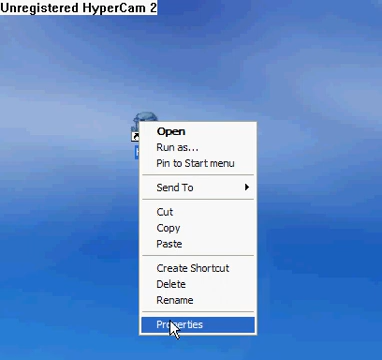 Unregistered HyperCam 2
Open
Run as...
Pin to Start menu
Send To
Cut
Copy
Paste
Create Shortcut
Delete
Rename
Properties